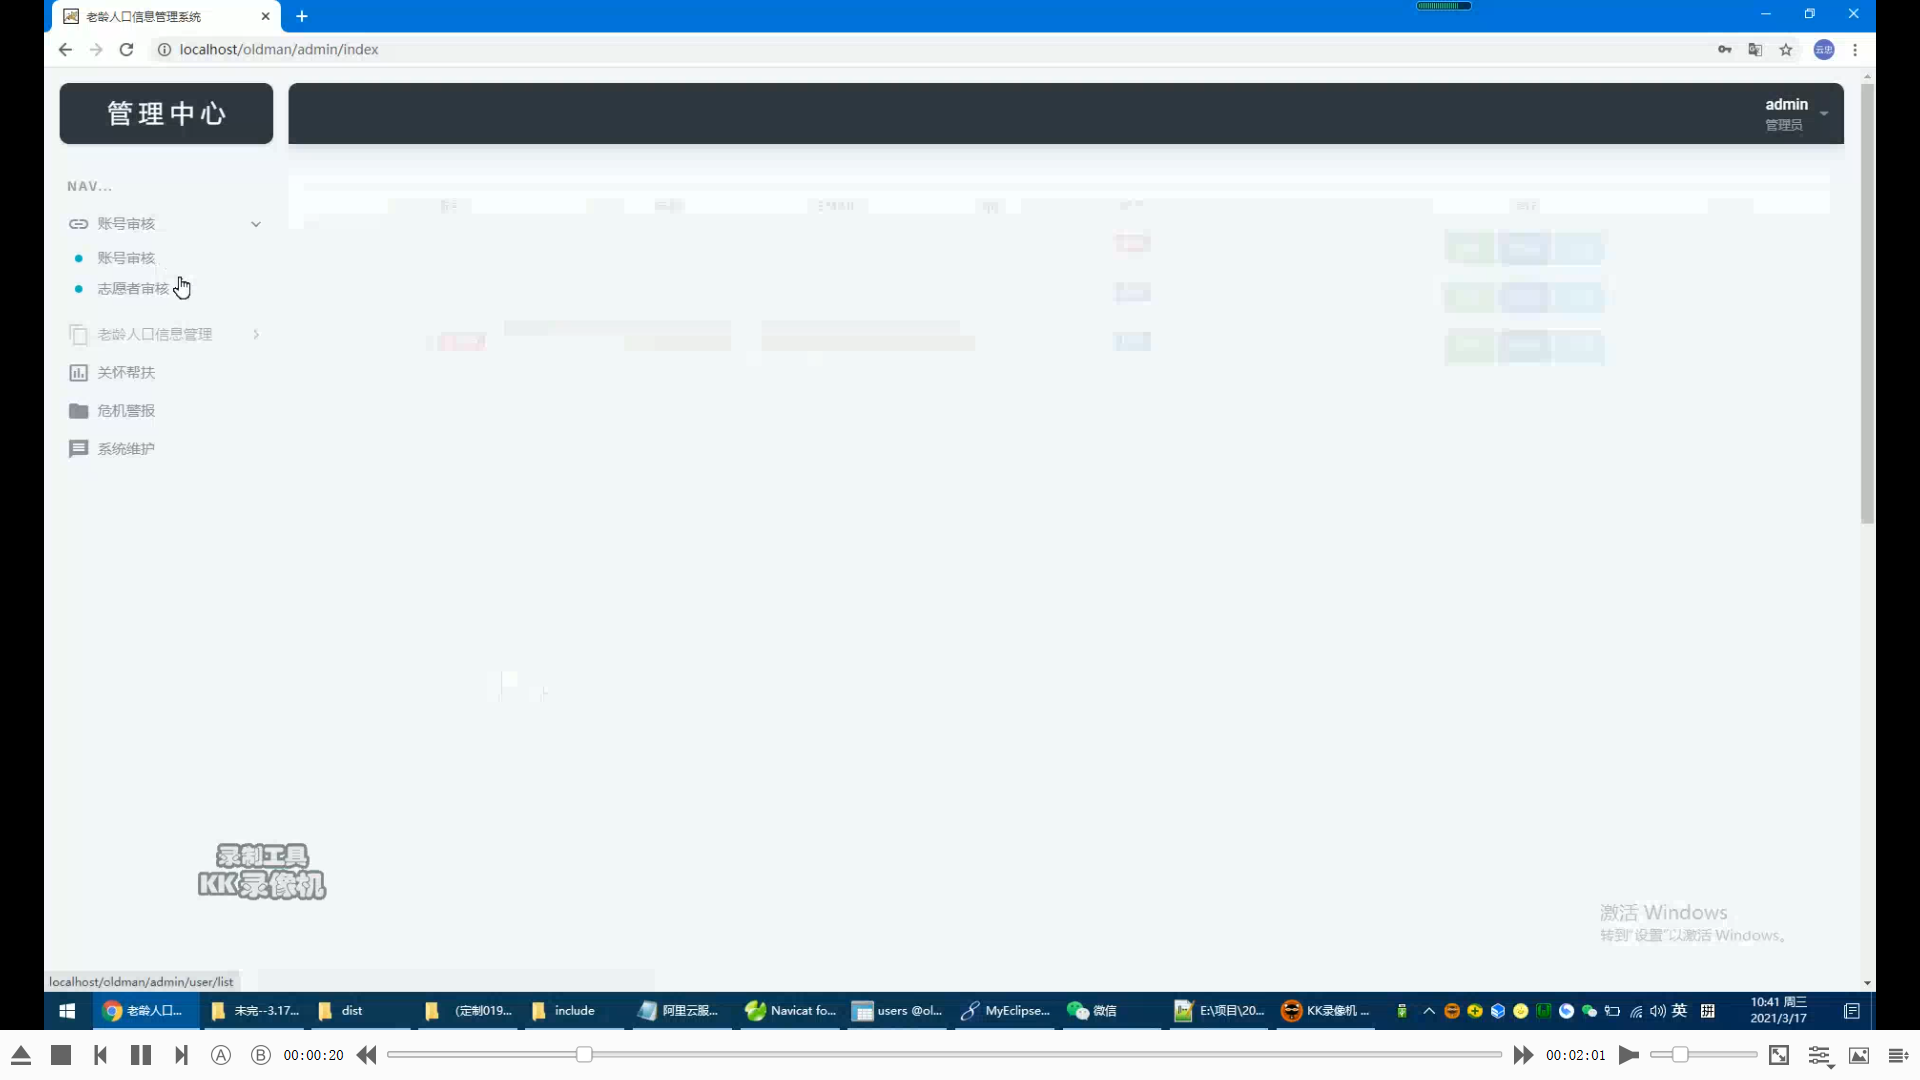 老龄人口信息管理系统
localhost/oldman/admin/index
云忠
管理中心
admin
管理员
NAV...
账号审核
账号审核
志愿者审核
老龄人口信息管理
关怀帮扶
危机警报
系统维护
录制工具
KK录像机
激活 Windows
转到"设置"以激活 Windows。
localhost/oldman/admin/user/list
老龄人口...
未完--3.17...
dist
(定制019...
include
阿里云服...
Navicat fo...
users @ol...
MyEclipse...
微信
E:\项目\20...
KK录像机 ...
英
拼
10:41 周三
2021/3/17
A
B
00:00:20
00:02:01